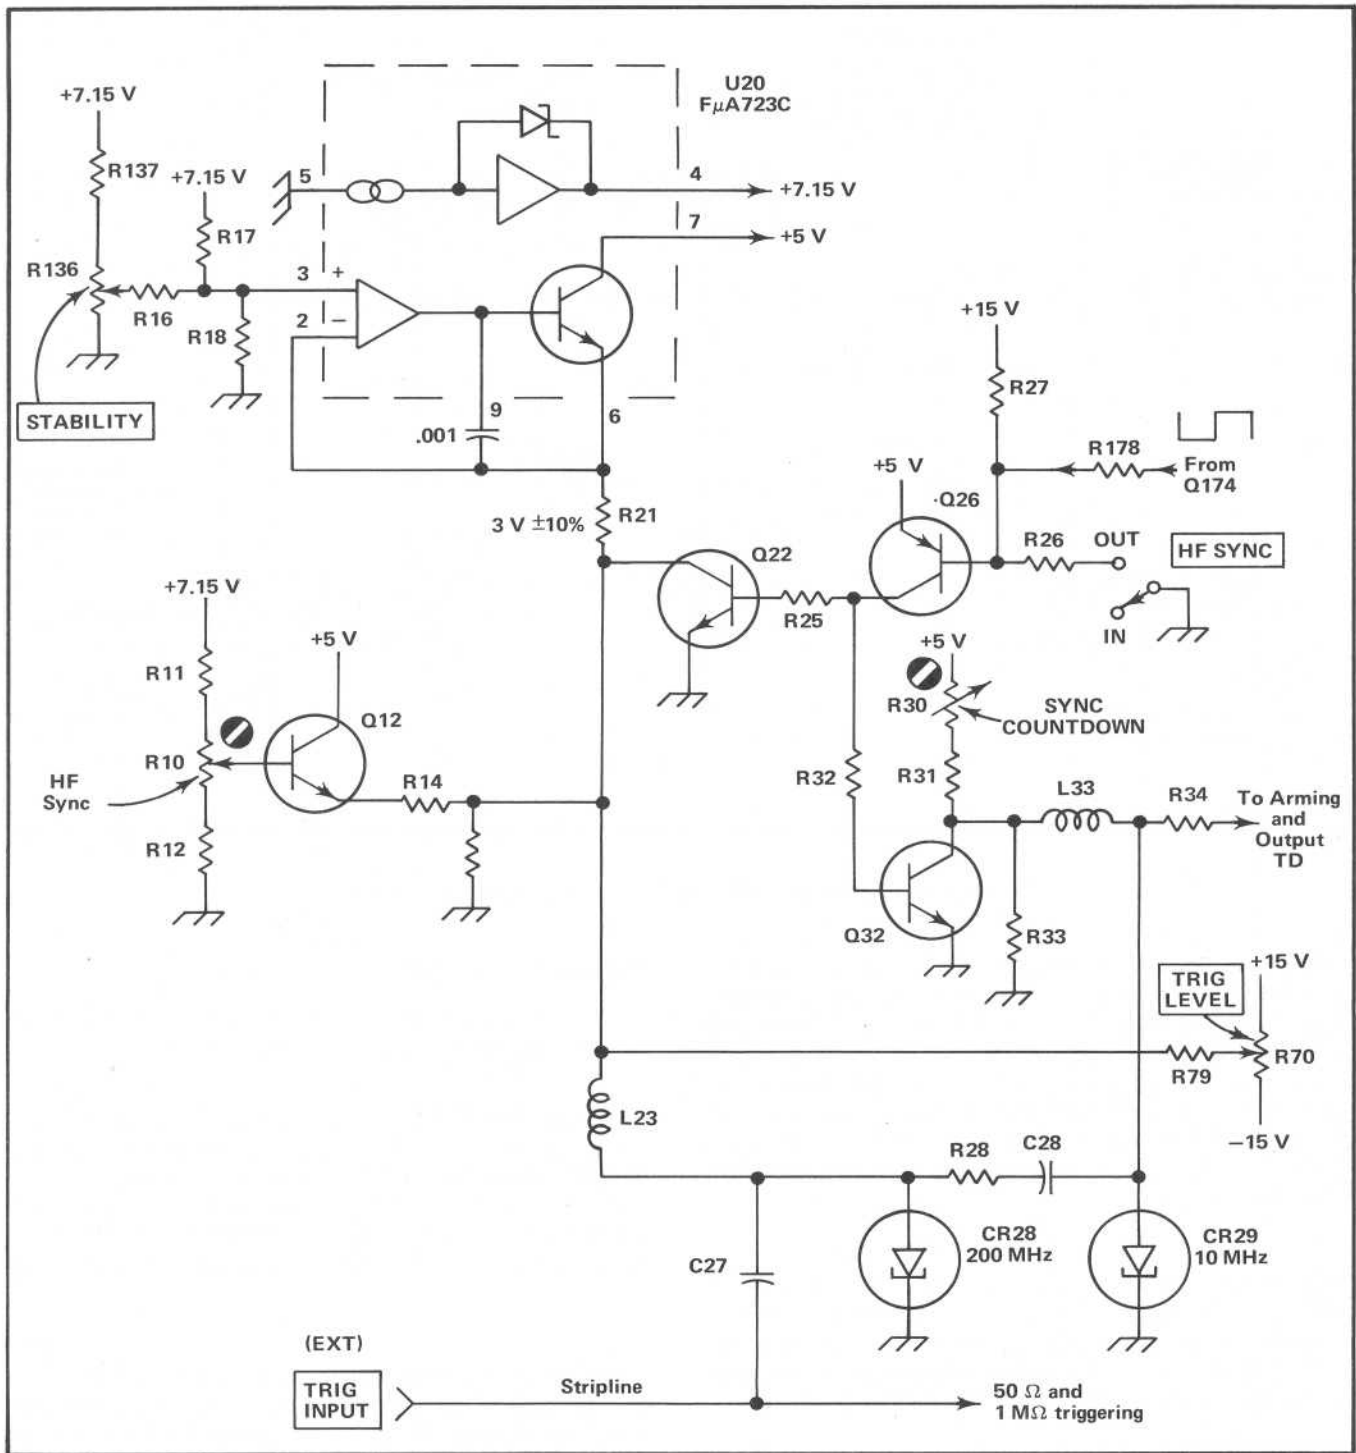 U20
FμA723C
+7.15 V
R137
+7.15 V
5
4
+7.15 V
R17
7
+5 V
R136
3 +
R16
2 −
R18
+15 V
R27
STABILITY
9
6
.001
R178
From
Q174
+5 V
R21
3 V ±10%
Q26
Q22
R26
OUT
HF SYNC
+7.15 V
R25
IN
+5 V
+5 V
R11
R30
SYNC
COUNTDOWN
Q12
R10
HF
Sync
R14
R32
R31
L33
R34
To Arming
and
Output
TD
R12
Q32
R33
+15 V
TRIG
LEVEL
R70
R79
L23
−15 V
R28
C28
CR28
200 MHz
CR29
10 MHz
C27
(EXT)
TRIG
INPUT
Stripline
50 Ω and
1 MΩ triggering